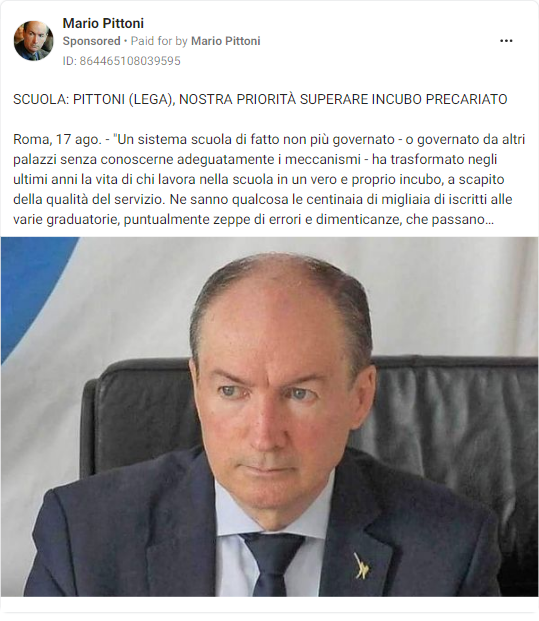 Mario Pittoni
Sponsored • Paid for by Mario Pittoni
ID: 864465108039595
SCUOLA: PITTONI (LEGA), NOSTRA PRIORITÀ SUPERARE INCUBO PRECARIATO
Roma, 17 ago. - "Un sistema scuola di fatto non più governato - o governato da altri
palazzi senza conoscerne adeguatamente i meccanismi - ha trasformato negli
ultimi anni la vita di chi lavora nella scuola in un vero e proprio incubo, a scapito
della qualità del servizio. Ne sanno qualcosa le centinaia di migliaia di iscritti alle
varie graduatorie, puntualmente zeppe di errori e dimenticanze, che passano…